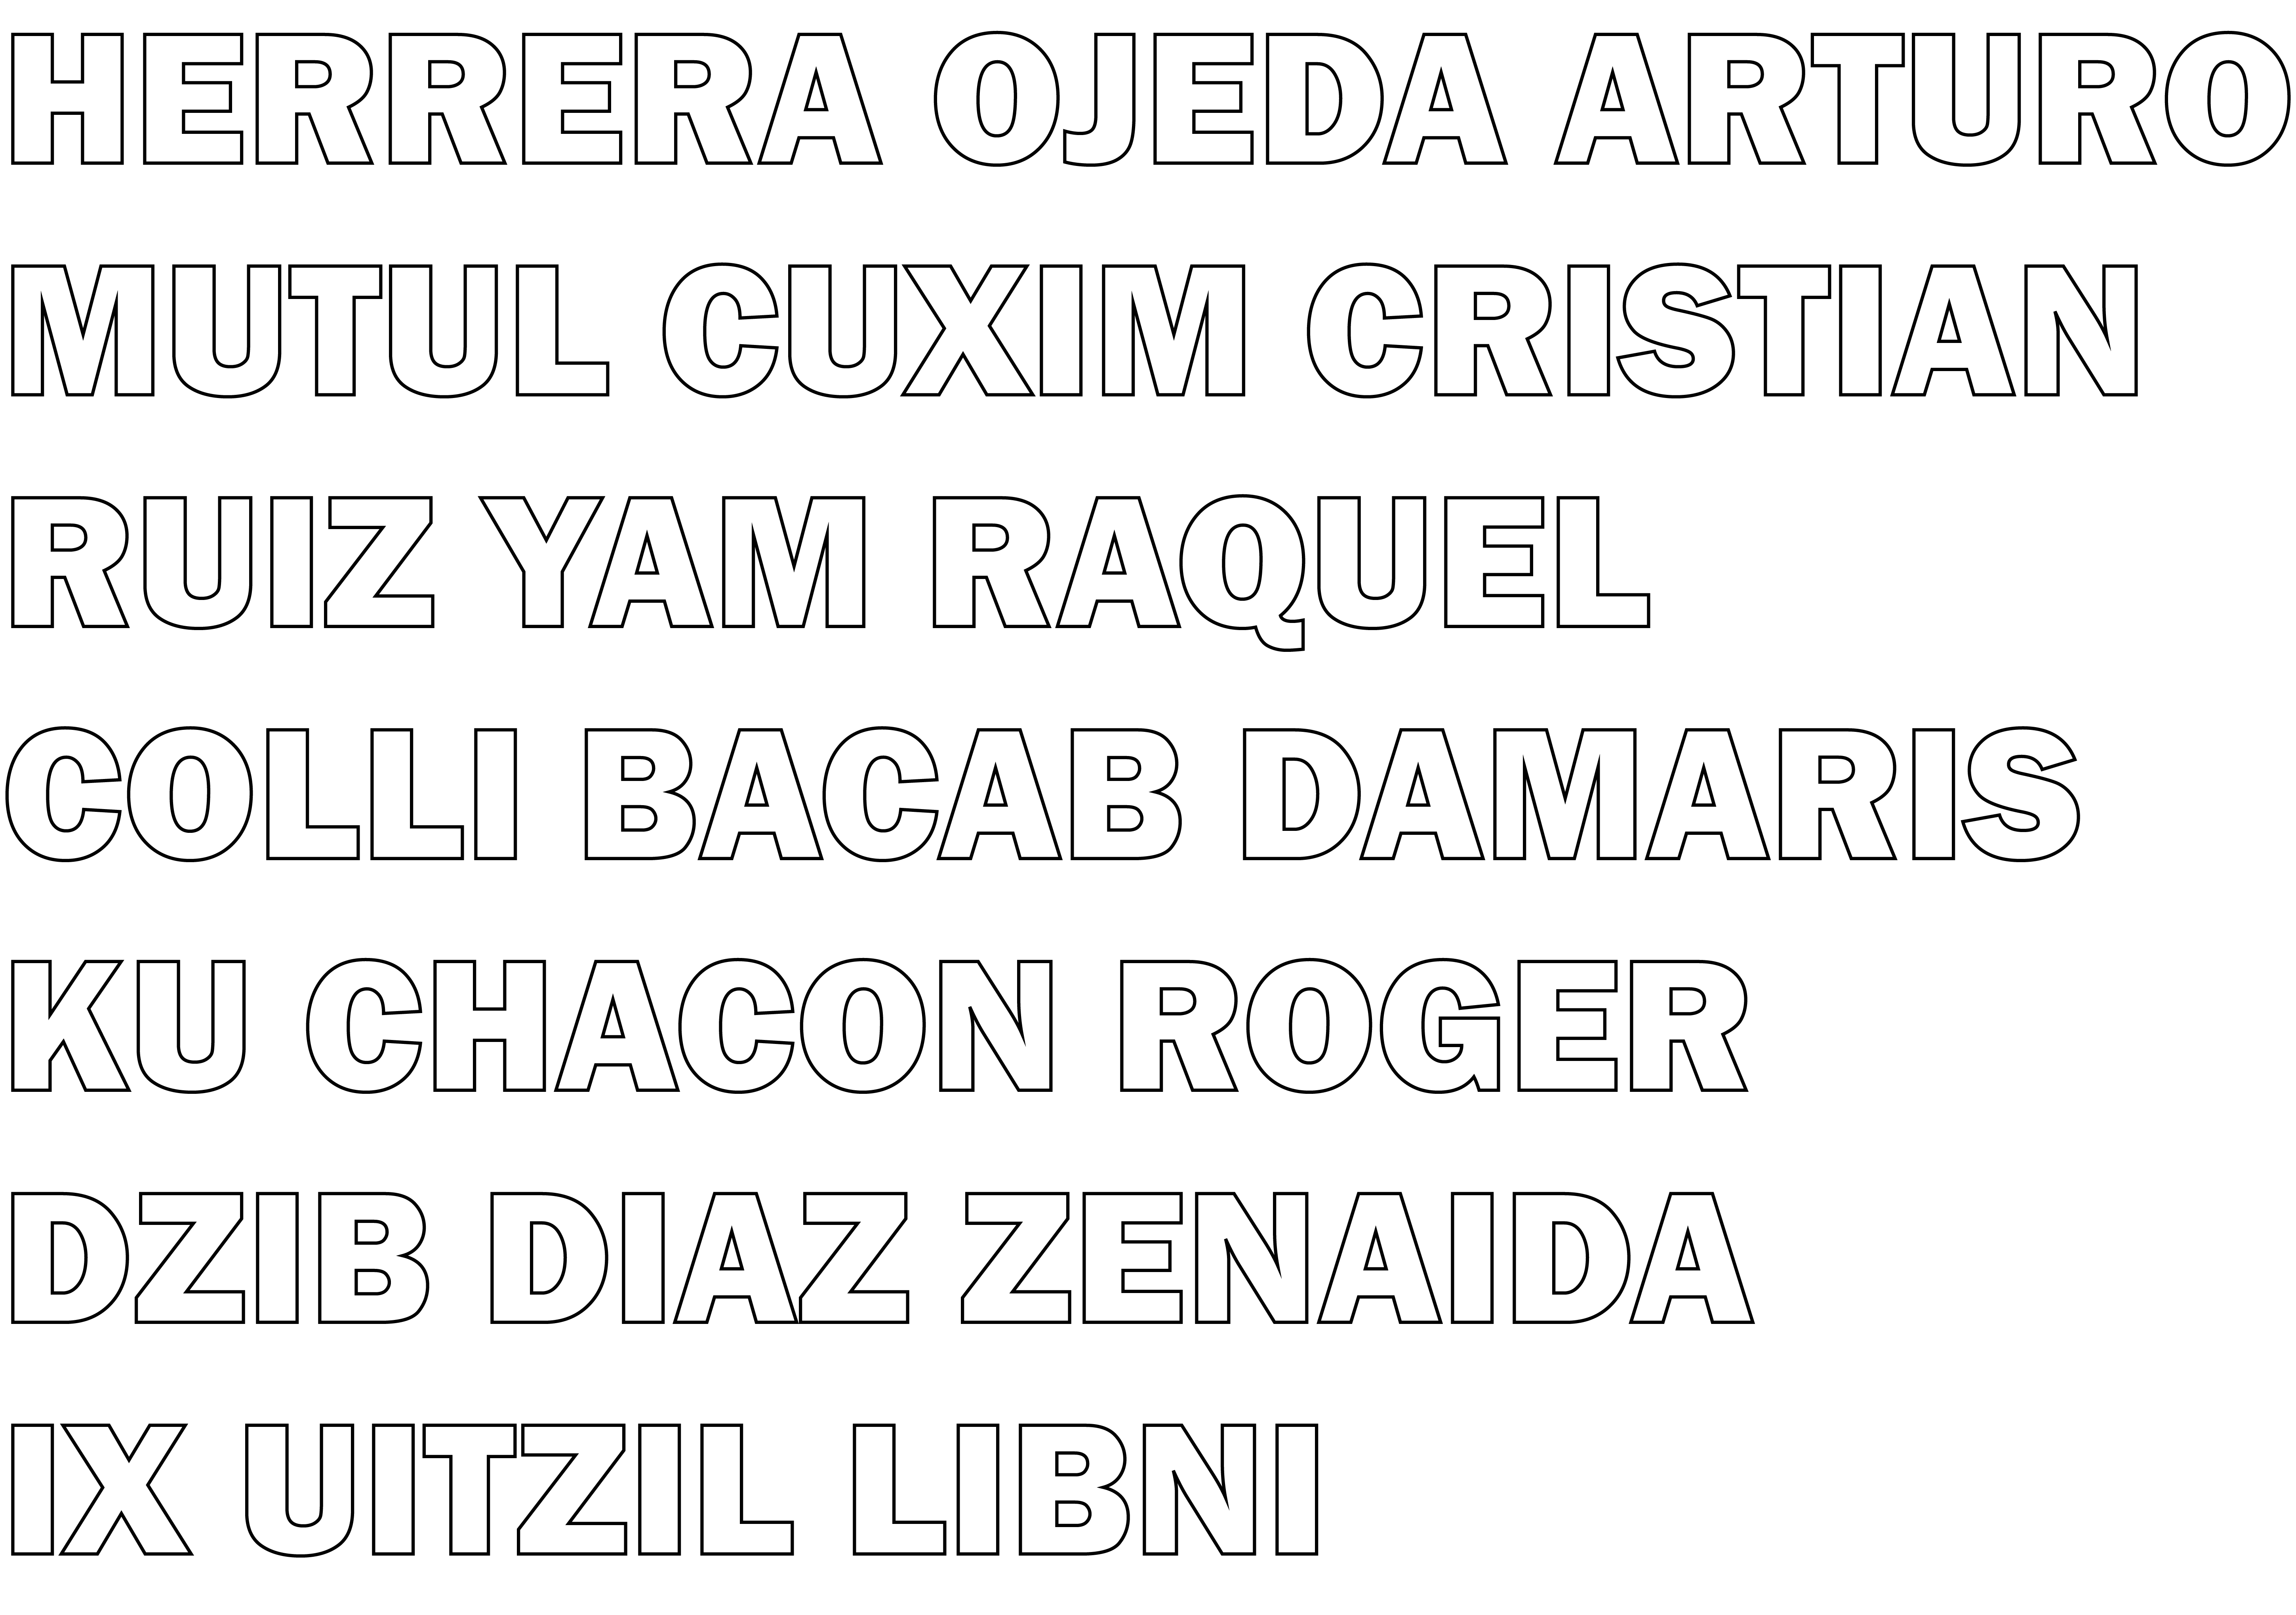 HERRERA OJEDA ARTURO
MUTUL CUXIM CRISTIAN
RUIZ YAM RAQUEL
COLLI BACAB DAMARIS
KU CHACON ROGER
DZIB DIAZ ZENAIDA
IX UITZIL LIBNI